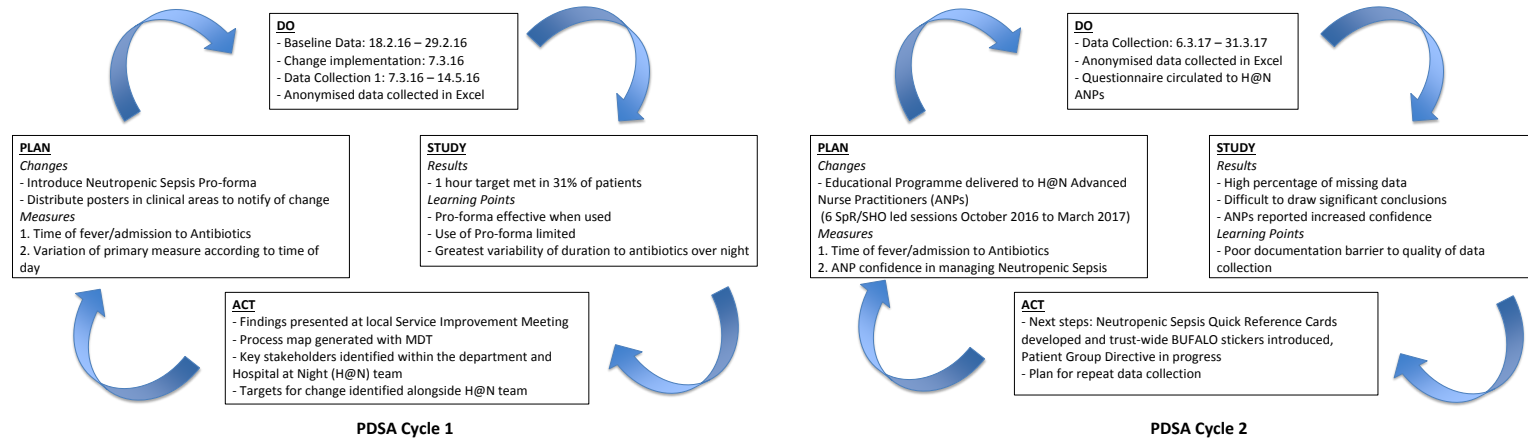 DO
- Baseline Data: 18.2.16 – 29.2.16
- Change implementation: 7.3.16
- Data Collection 1: 7.3.16 – 14.5.16
- Anonymised data collected in Excel
PLAN
Changes
- Introduce Neutropenic Sepsis Pro-forma
- Distribute posters in clinical areas to notify of change
Measures
1. Time of fever/admission to Antibiotics
2. Variation of primary measure according to time of
day
STUDY
Results
- 1 hour target met in 31% of patients
Learning Points
- Pro-forma effective when used
- Use of Pro-forma limited
- Greatest variability of duration to antibiotics over night
ACT
- Findings presented at local Service Improvement Meeting
- Process map generated with MDT
- Key stakeholders identified within the department and
Hospital at Night (H@N) team
- Targets for change identified alongside H@N team
PDSA Cycle 1
DO
- Data Collection: 6.3.17 – 31.3.17
- Anonymised data collected in Excel
- Questionnaire circulated to H@N
ANPs
PLAN
Changes
- Educational Programme delivered to H@N Advanced
Nurse Practitioners (ANPs)
(6 SpR/SHO led sessions October 2016 to March 2017)
Measures
1. Time of fever/admission to Antibiotics
2. ANP confidence in managing Neutropenic Sepsis
STUDY
Results
- High percentage of missing data
- Difficult to draw significant conclusions
- ANPs reported increased confidence
Learning Points
- Poor documentation barrier to quality of data
collection
ACT
- Next steps: Neutropenic Sepsis Quick Reference Cards
developed and trust-wide BUFALO stickers introduced,
Patient Group Directive in progress
- Plan for repeat data collection
PDSA Cycle 2